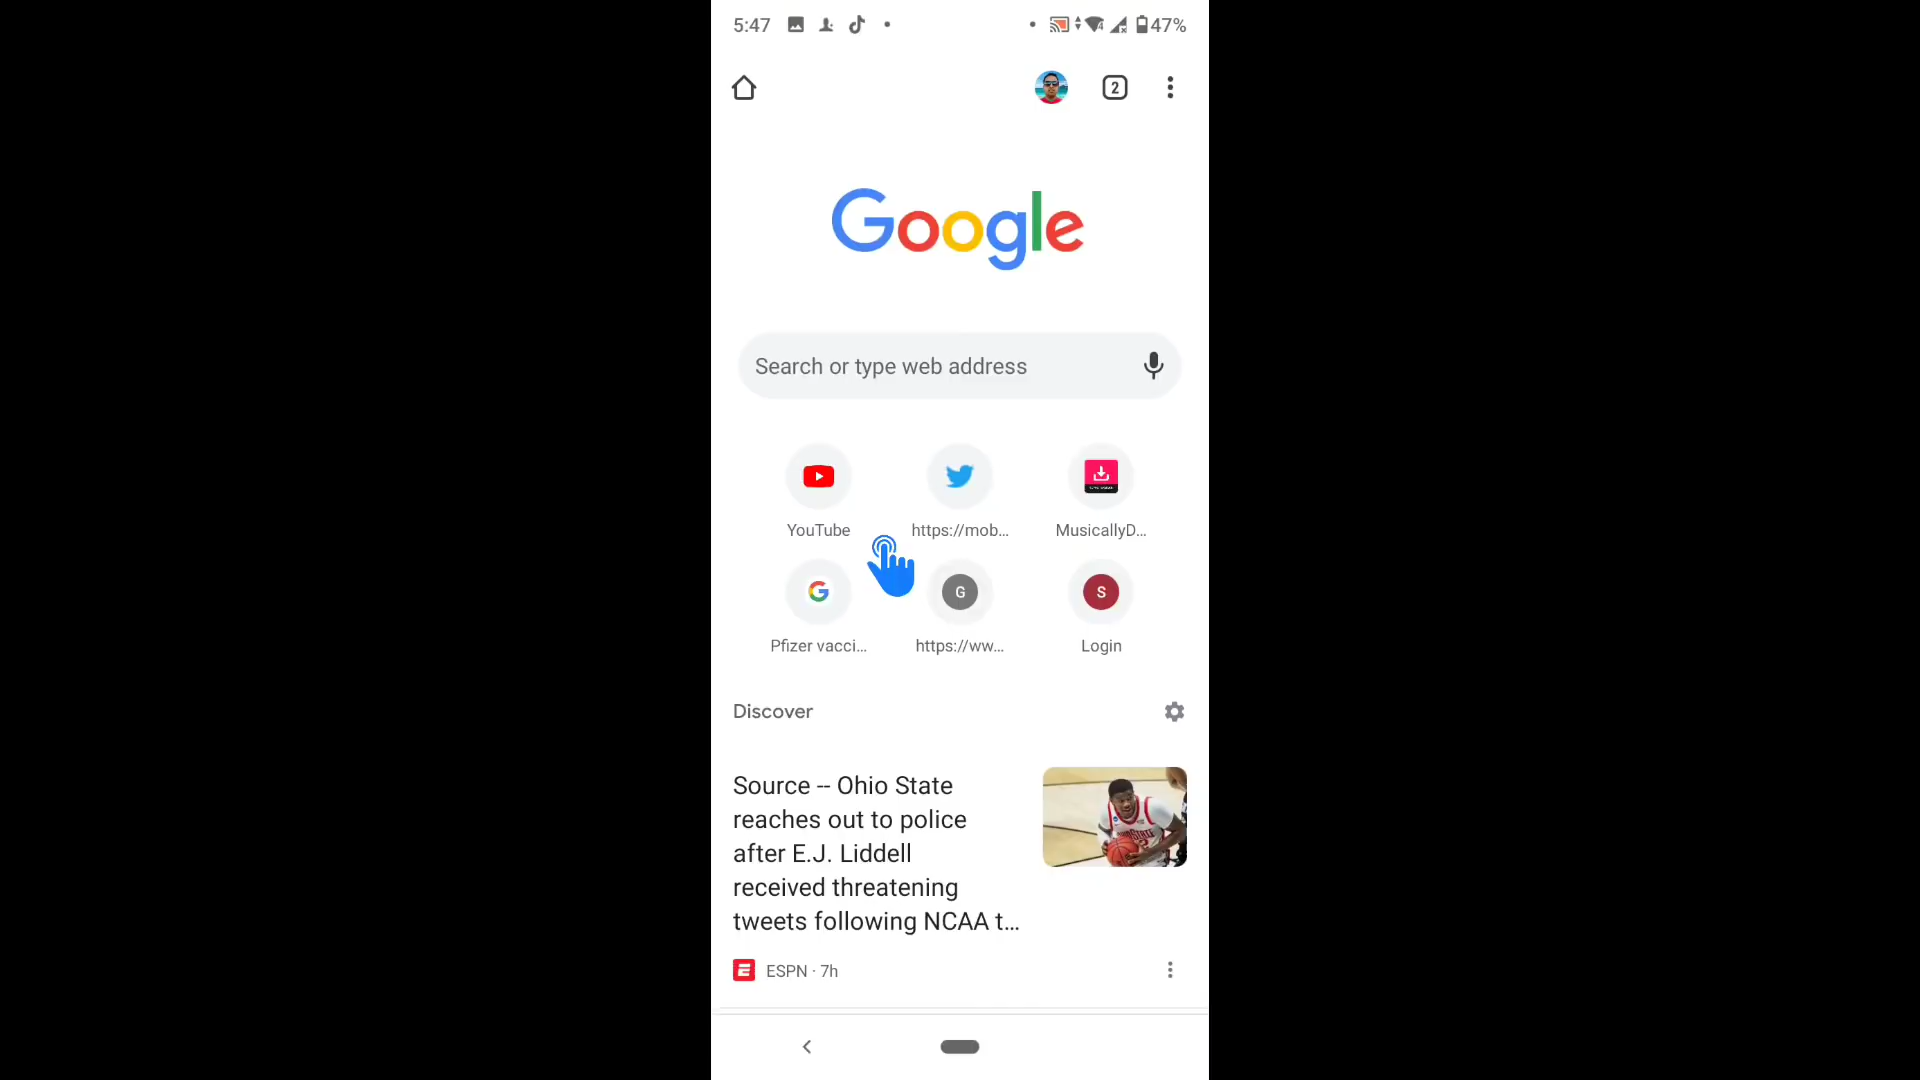 5:47
47%
2
Google
Search or type web address
YouTube
https://mob...
MusicallyD...
G
S
Pfizer vacci...
https://ww...
Login
Discover
Source -- Ohio State
reaches out to police
after E.J. Liddell
received threatening
tweets following NCAA t...
ESPN · 7h